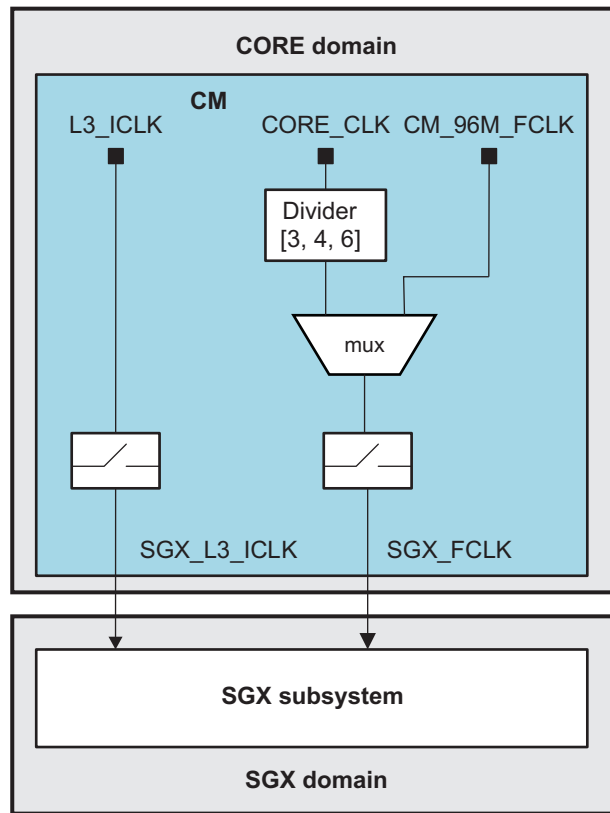 CORE domain
CM
L3_ICLK
CORE_CLK
CM_96M_FCLK
Divider
[3, 4, 6]
mux
SGX_L3_ICLK
SGX_FCLK
SGX subsystem
SGX domain